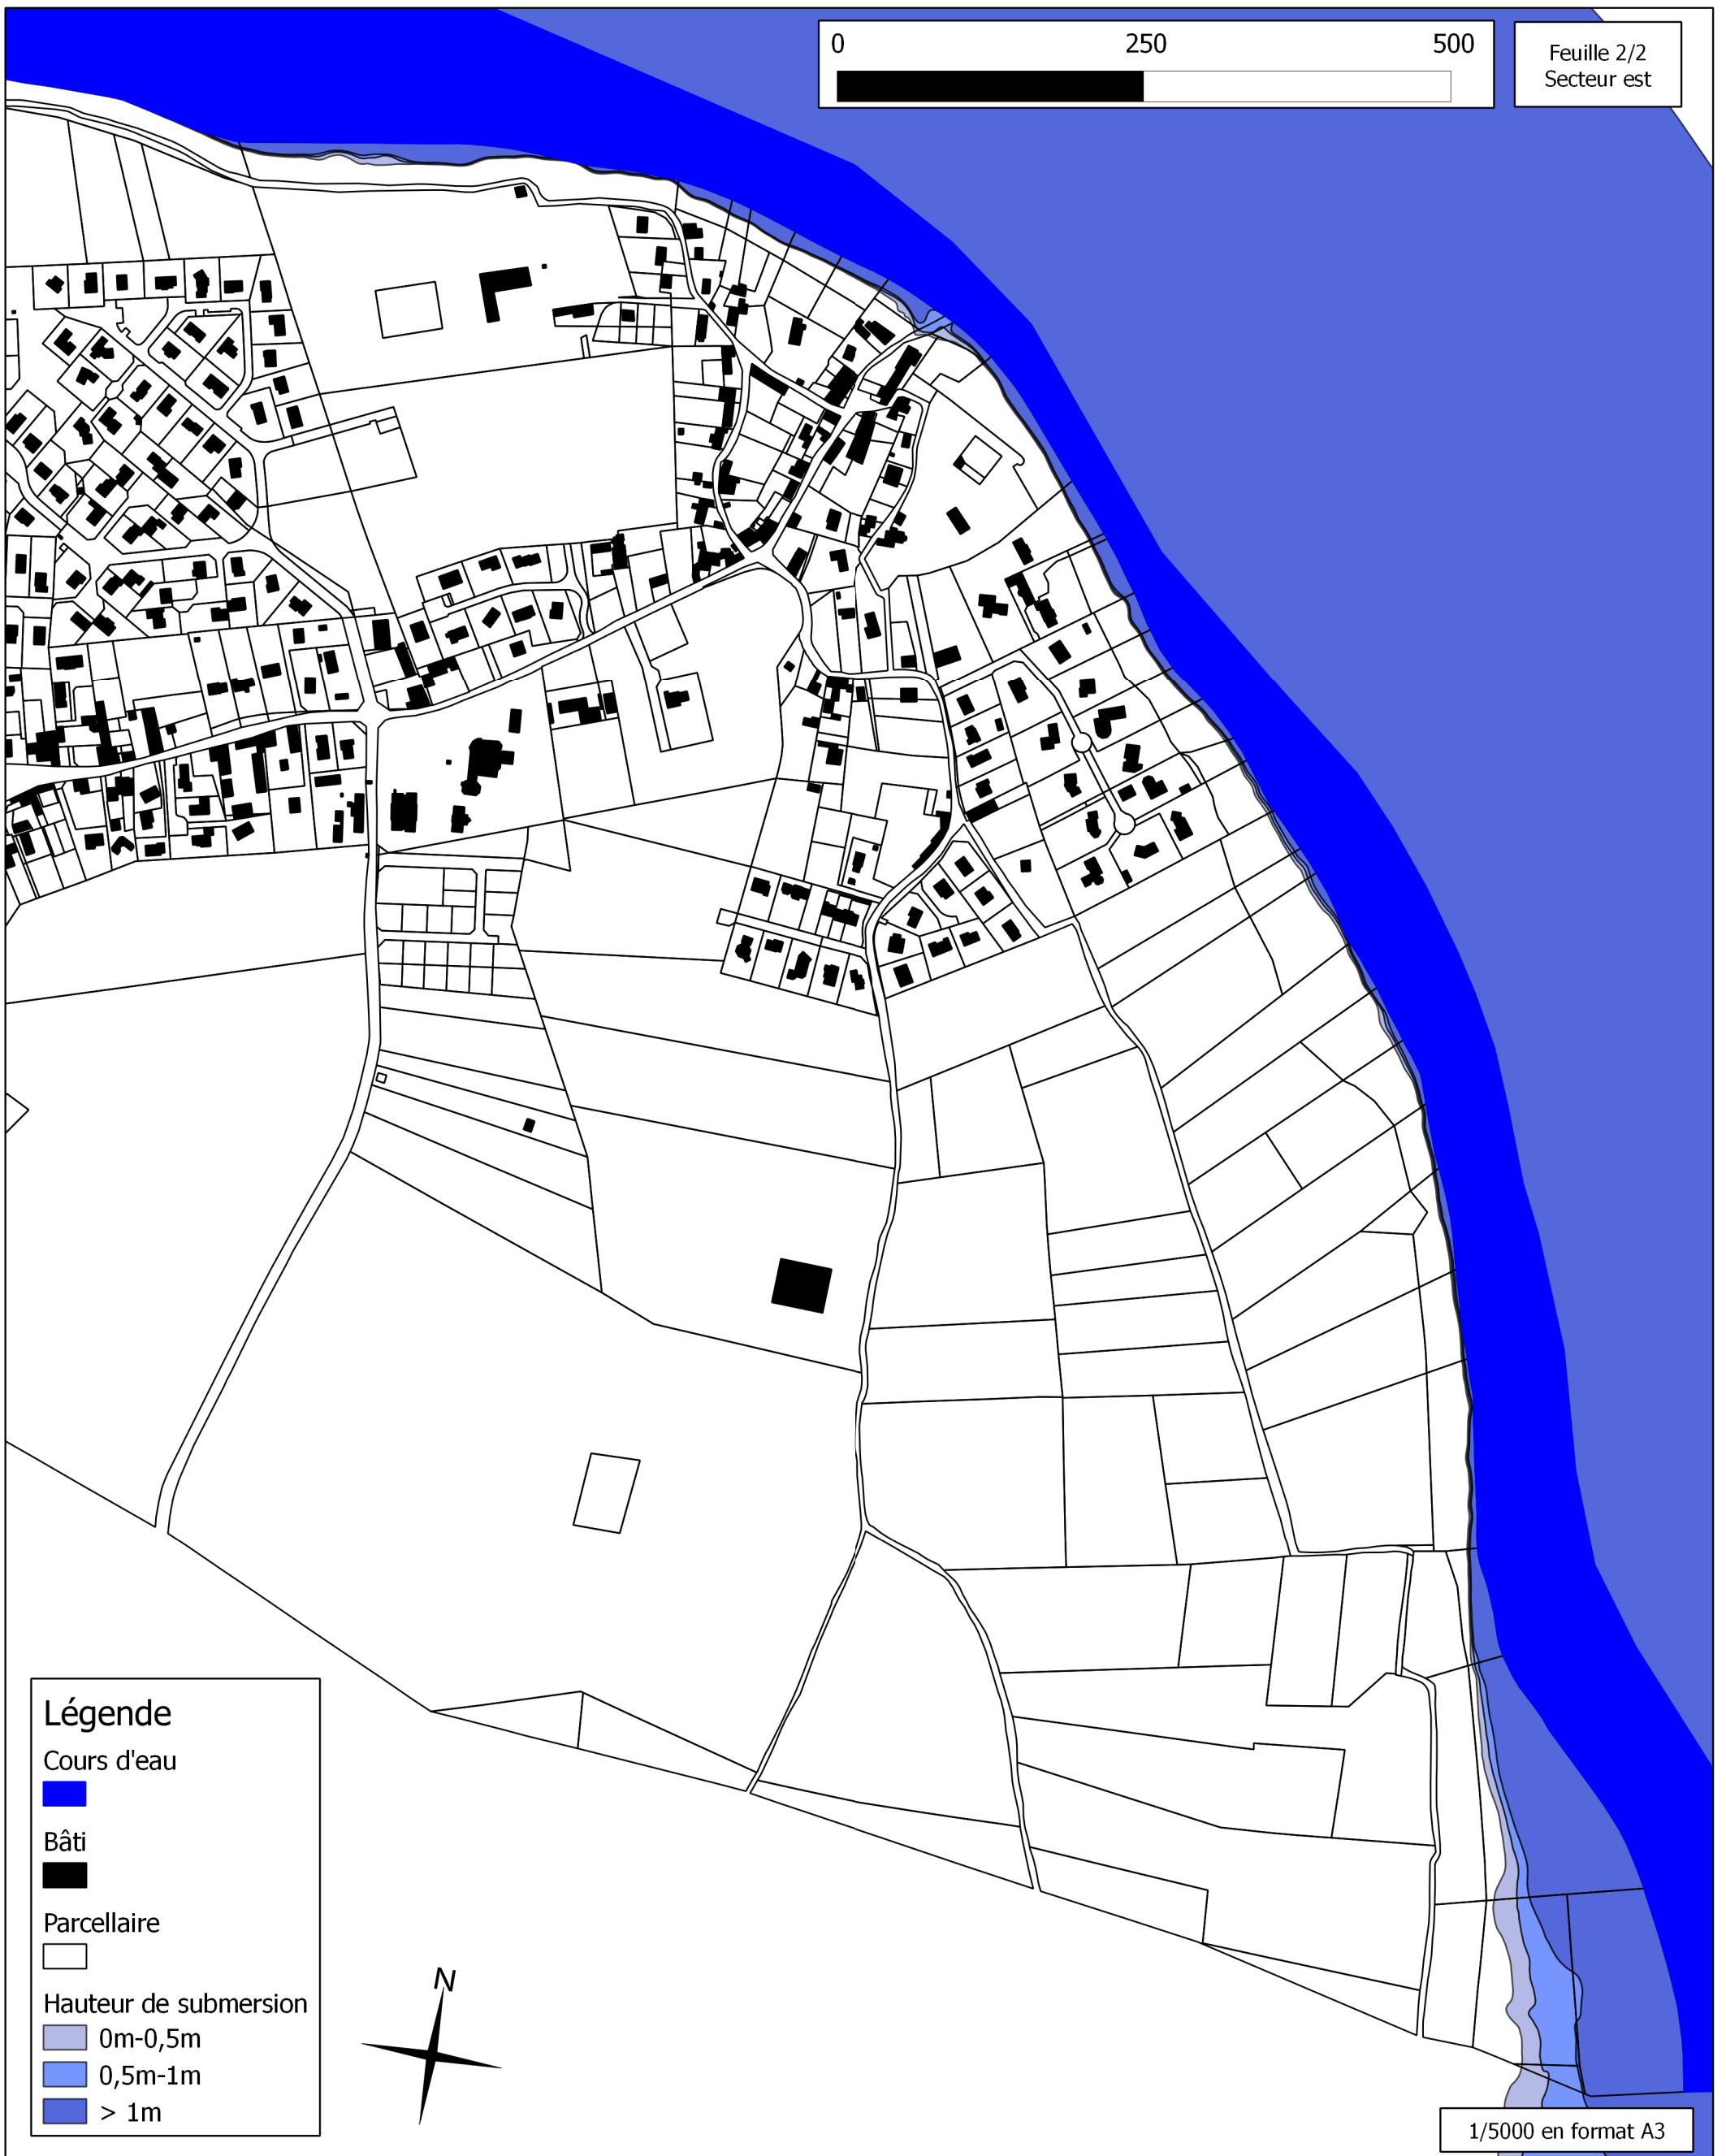 0 250 500
Feuille 2/2
Secteur est
Légende
Cours d'eau
Bâti
Parcellaire
Hauteur de submersion
0m-0,5m
0,5m-1m
> 1m
N
1/5000 en format A3